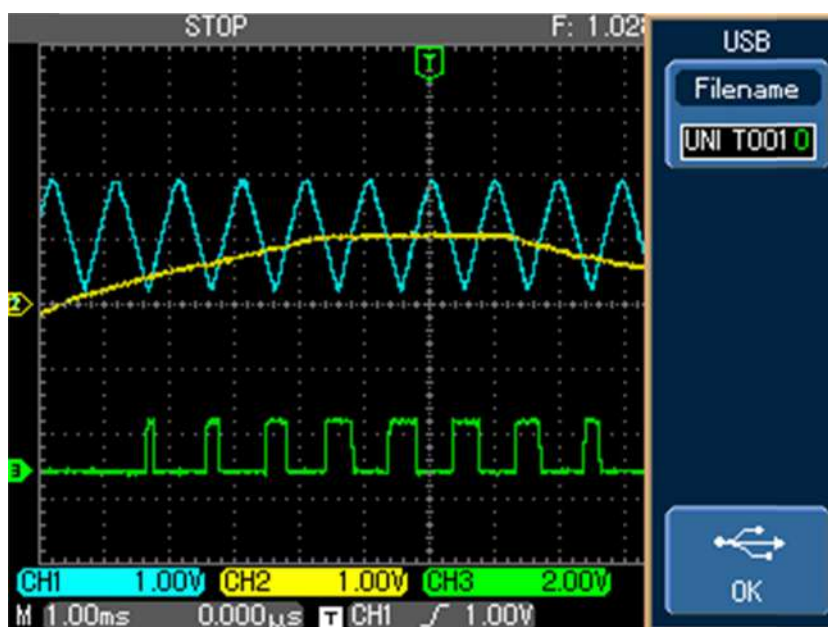 STOP F: 1.028
USB
Filename
UNI T001 0
T
2
3
CH1 1.00V CH2 1.00V CH3 2.00V
M 1.00ms 0.000µs T CH1 1.00V
OK